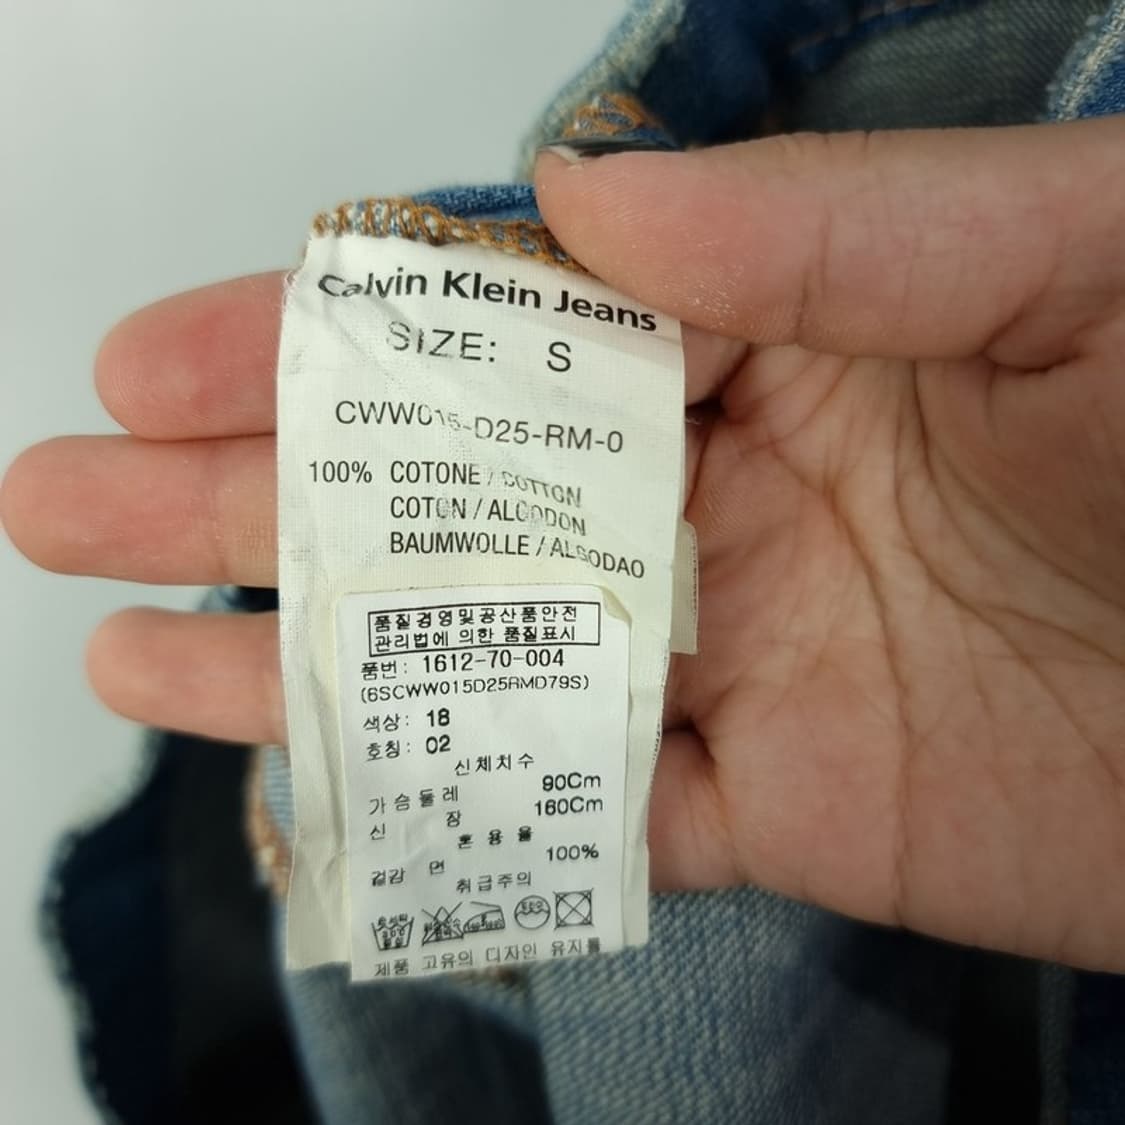 Calvin Klein Jeans
SIZE: S
CWW015-D25-RM-0
100% COTONE / COTTON
COTON / ALGODON
BAUMWOLLE / ALGODAO
품질경영및공산품안전
관리법에 의한 품질표시
품번: 1612-70-004
(6SCWW015D25RMD79S)
색상: 18
호칭: 02
신체치수
가슴둘레 90Cm
신 장 160Cm
혼용율
겉감 면 100%
취급주의
제품 고유의 디자인 유지를